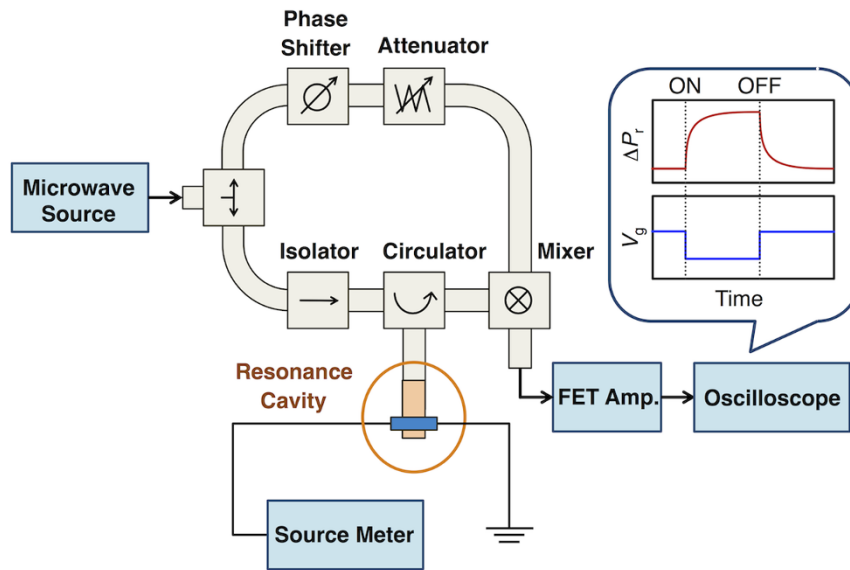 Phase
Shifter
Attenuator
ON
OFF
ΔPr
Microwave
Source
Isolator
Circulator
Mixer
Vg
Time
Resonance
Cavity
FET Amp.
Oscilloscope
Source Meter